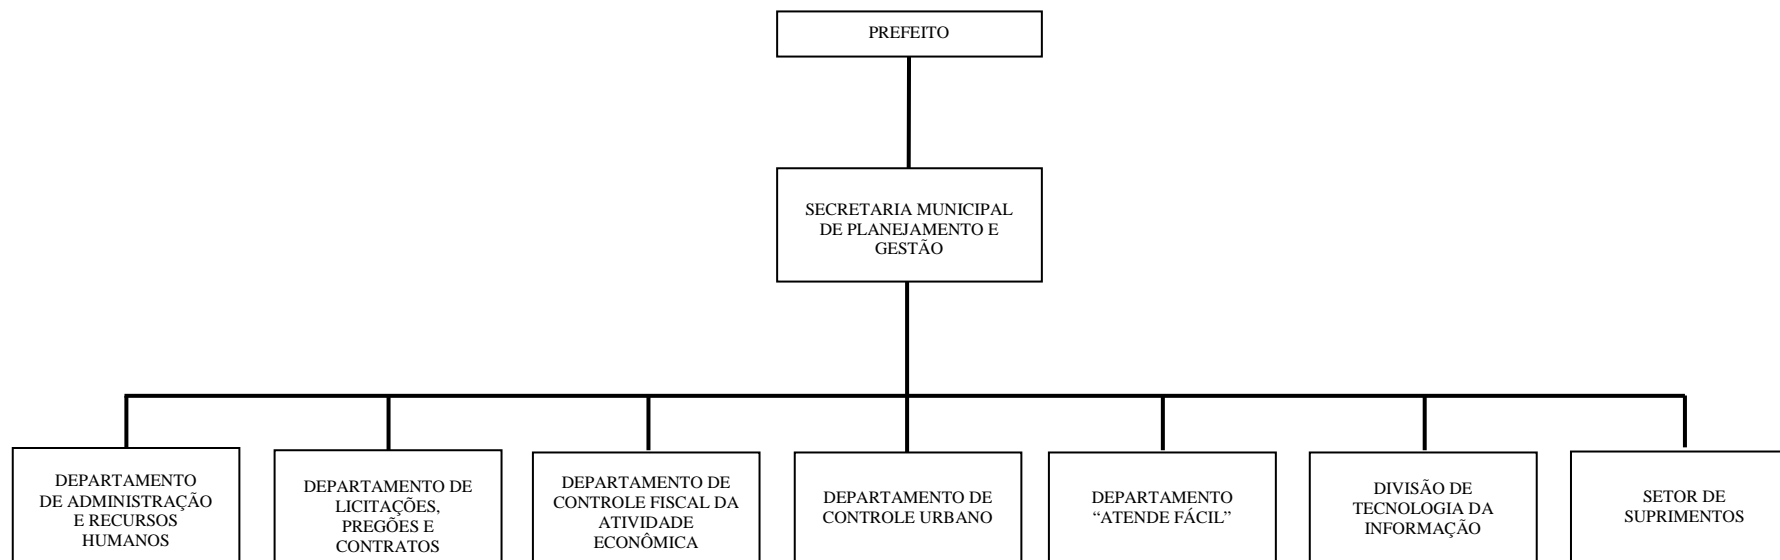 PREFEITO
SECRETARIA MUNICIPAL
DE PLANEJAMENTO E
GESTÃO
DEPARTAMENTO
DE ADMINISTRAÇÃO
E RECURSOS
HUMANOS
DEPARTAMENTO DE
LICITAÇÕES,
PREGÕES E
CONTRATOS
DEPARTAMENTO DE
CONTROLE FISCAL DA
ATIVIDADE
ECONÔMICA
DEPARTAMENTO DE
CONTROLE URBANO
DEPARTAMENTO
“ATENDE FÁCIL”
DIVISÃO DE
TECNOLOGIA DA
INFORMAÇÃO
SETOR DE
SUPRIMENTOS